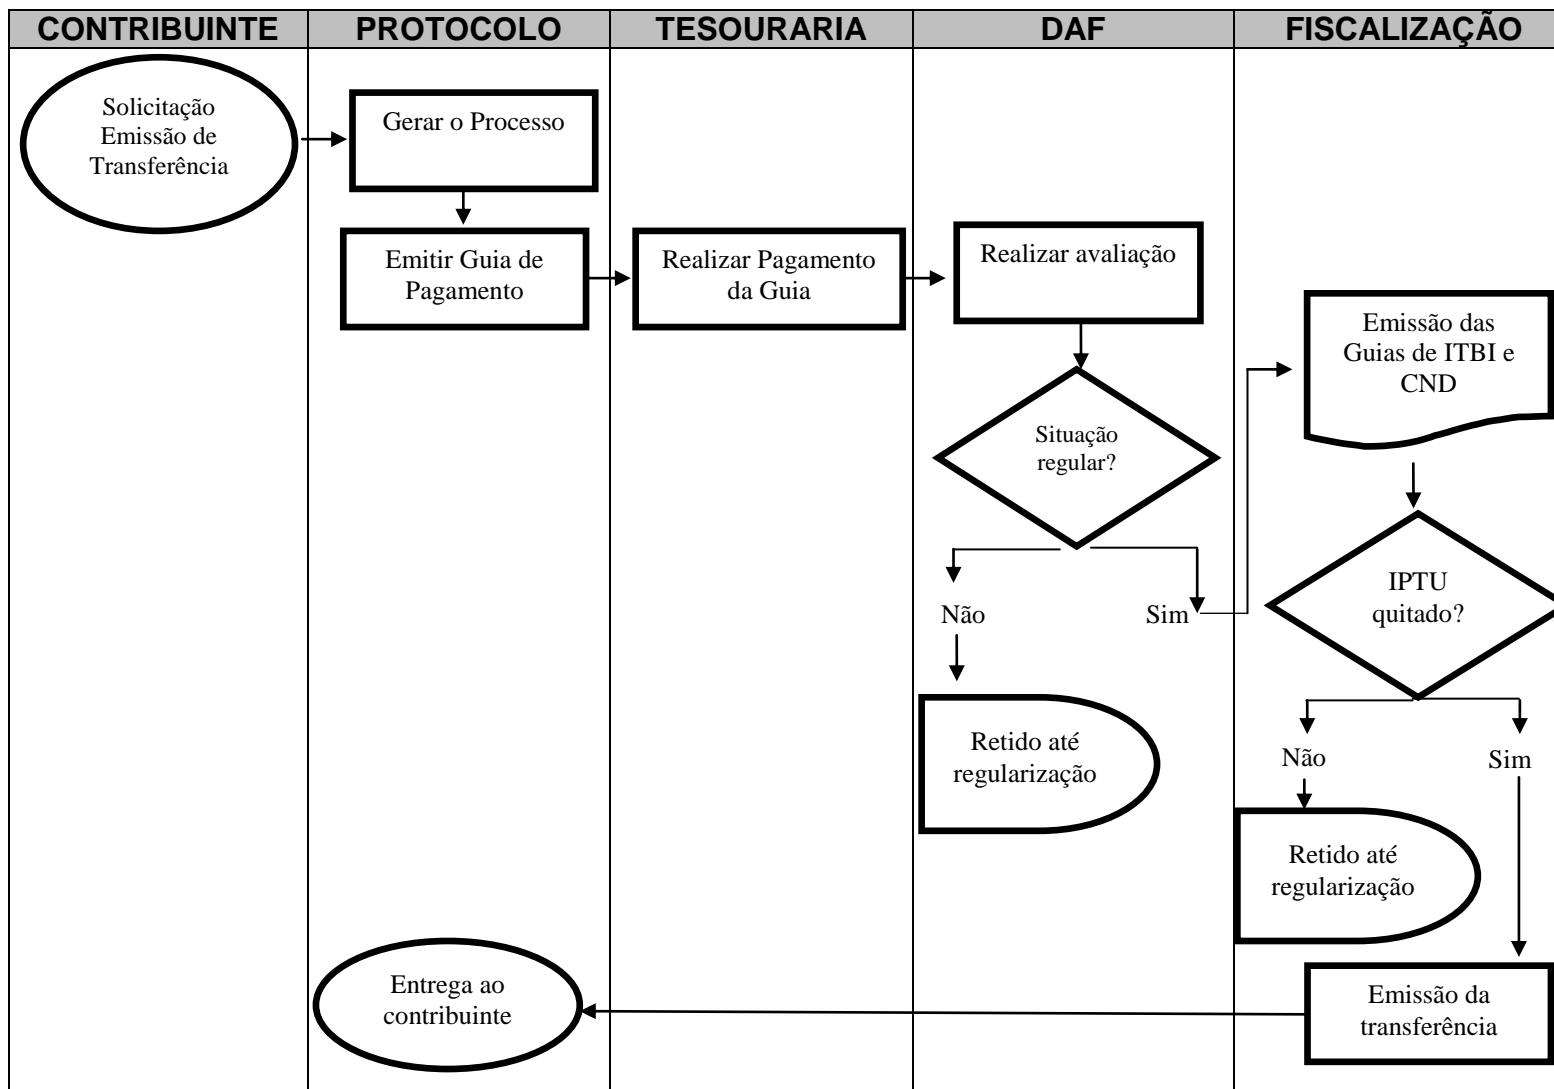 CONTRIBUINTE PROTOCOLO TESOURARIA DAF FISCALIZAÇÃO
Solicitação
Emissão de
Transferência
Gerar o Processo
Emitir Guia de
Pagamento
Realizar Pagamento
da Guia
Realizar avaliação
Situação
regular?
Não Sim
Retido até
regularização
Emissão das
Guias de ITBI e
CND
IPTU
quitado?
Não Sim
Retido até
regularização
Emissão da
transferência
Entrega ao
contribuinte